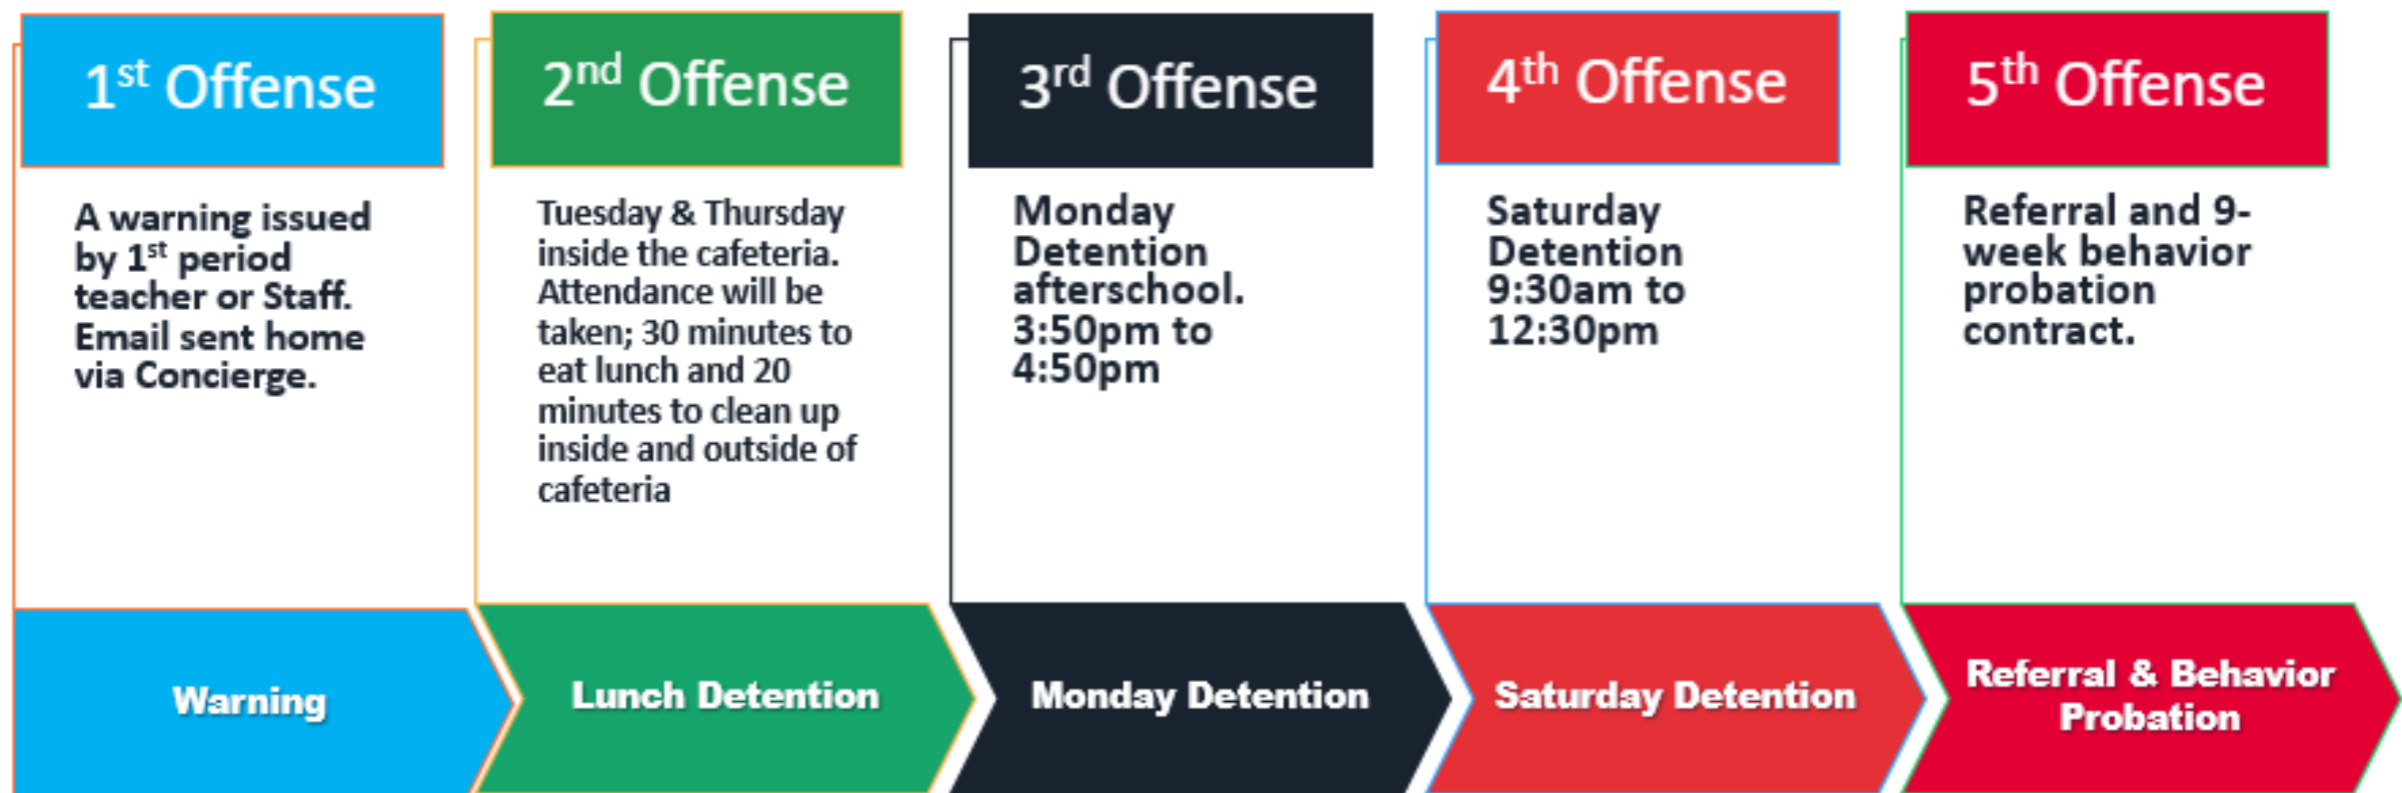 1st Offense
A warning issued
by 1st period
teacher or Staff.
Email sent home
via Concierge.
Warning
2nd Offense
Tuesday & Thursday
inside the cafeteria.
Attendance will be
taken; 30 minutes to
eat lunch and 20
minutes to clean up
inside and outside of
cafeteria
Lunch Detention
3rd Offense
Monday
Detention
afterschool.
3:50pm to
4:50pm
Monday Detention
4th Offense
Saturday
Detention
9:30am to
12:30pm
Saturday Detention
5th Offense
Referral and 9-
week behavior
probation
contract.
Referral & Behavior
Probation